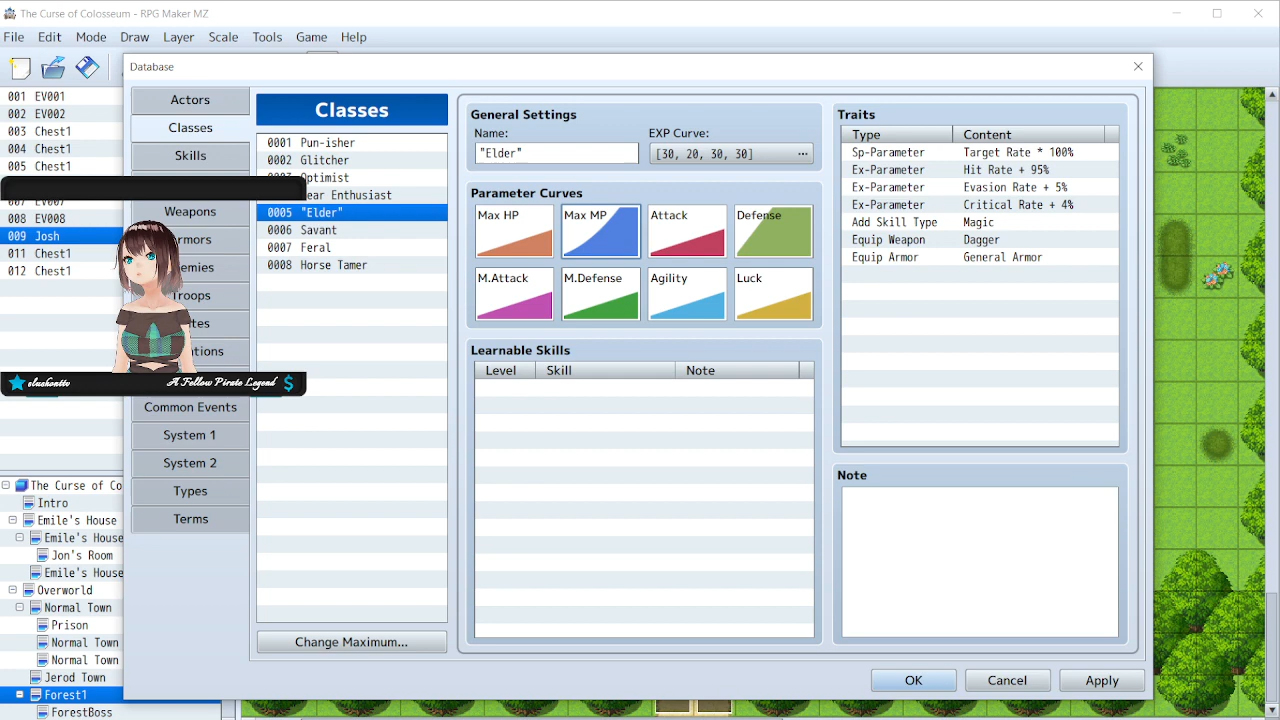 The Curse of Colosseum - RPG Maker MZ
File Edit Mode Draw Layer Scale Tools Game Help
Database
001 EV001
002 EV002
003 Chest1
004 Chest1
005 Chest1
007 EV007
008 EV008
009 Josh
011 Chest1
012 Chest1
Actors
Classes
Skills
Weapons
Common Events
System 1
System 2
Types
Terms
slushonito
A Fellow Pirate Legend
Classes
0001 Pun-isher
0002 Glitcher
Optimist
Enthusiast
0005 "Elder"
0006 Savant
0007 Feral
0008 Horse Tamer
Change Maximum...
General Settings
Name: EXP Curve:
"Elder" [30, 20, 30, 30] ...
Parameter Curves
Max HP Max MP Attack Defense
M.Attack M.Defense Agility Luck
Learnable Skills
Level Skill Note
Traits
Type Content
Sp-Parameter Target Rate * 100%
Ex-Parameter Hit Rate + 95%
Ex-Parameter Evasion Rate + 5%
Ex-Parameter Critical Rate + 4%
Add Skill Type Magic
Equip Weapon Dagger
Equip Armor General Armor
Note
OK Cancel Apply
The Curse of Co
Intro
Emile's House
Emile's House
Jon's Room
Emile's House
Overworld
Normal Town
Prison
Normal Town
Normal Town
Jerod Town
Forest1
ForestBoss